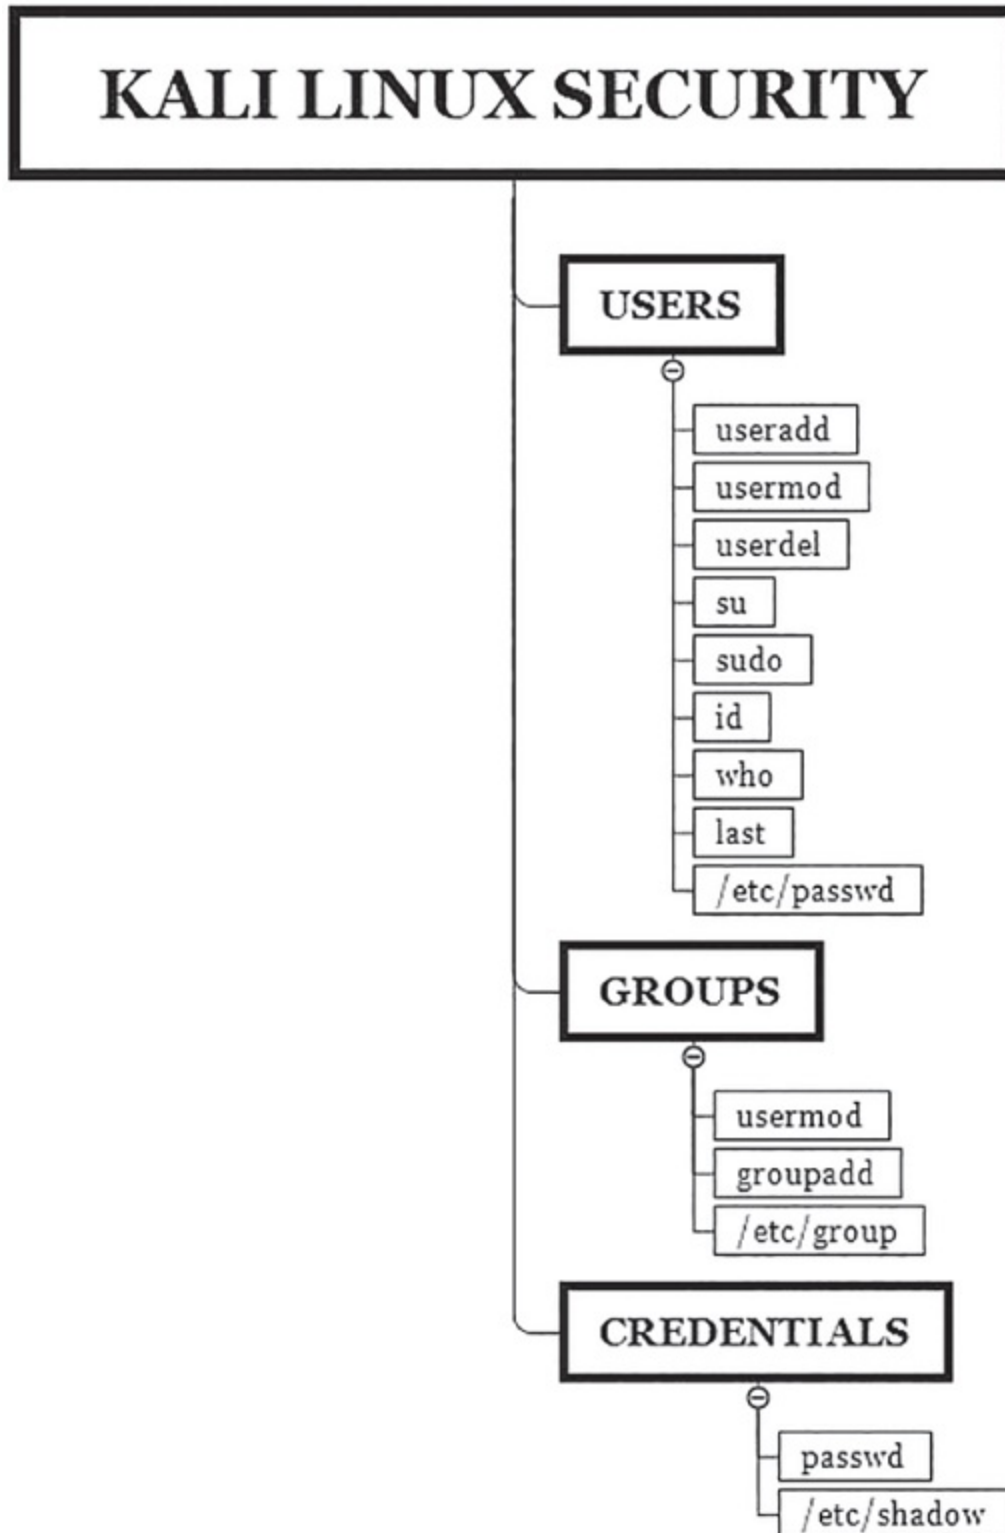 KALI LINUX SECURITY
USERS
useradd
usermod
userdel
su
sudo
id
who
last
/etc/passwd
GROUPS
usermod
groupadd
/etc/group
CREDENTIALS
passwd
/etc/shadow